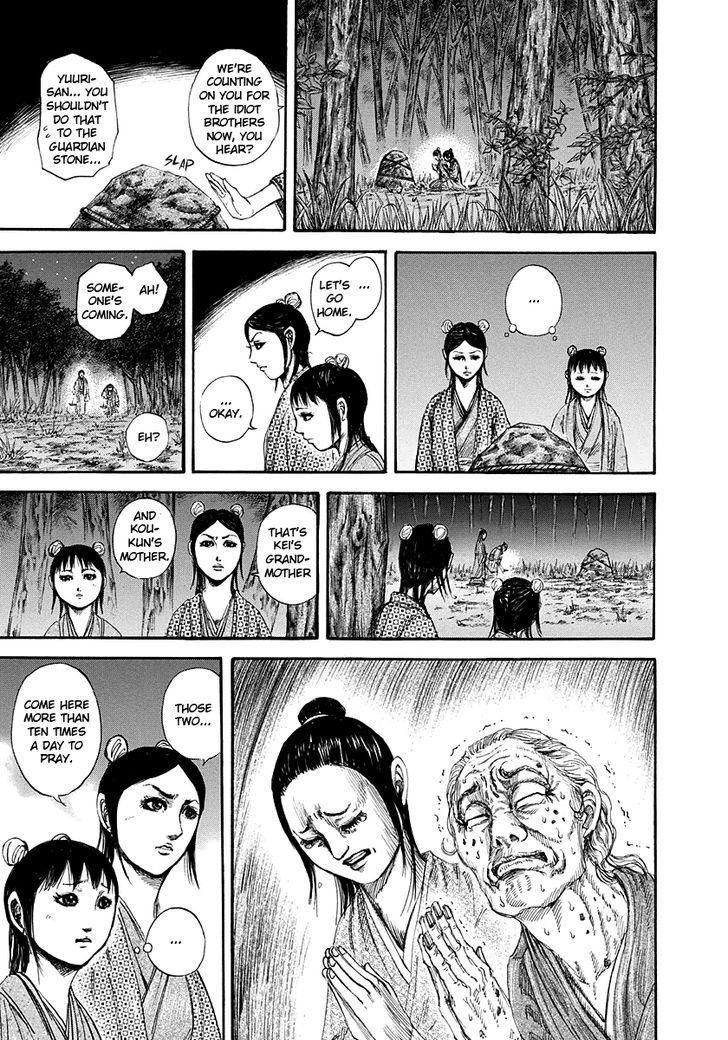 WE'RE
COUNTING
ON YOU FOR
THE IDIOT
BROTHERS
NOW, YOU
HEAR?
SLAP
YUURI-
SAN... YOU
SHOULDN'T
DO THAT
TO THE
GUARDIAN
STONE...
...
...
LET'S
GO
HOME.
...
OKAY.
AH!
SOME-
ONE'S
COMING.
EH?
THAT'S
KEI'S
GRAND-
MOTHER
AND
KOU-
KUN'S
MOTHER.
THOSE
TWO...
COME HERE
MORE THAN
TEN TIMES
A DAY TO
PRAY.
...